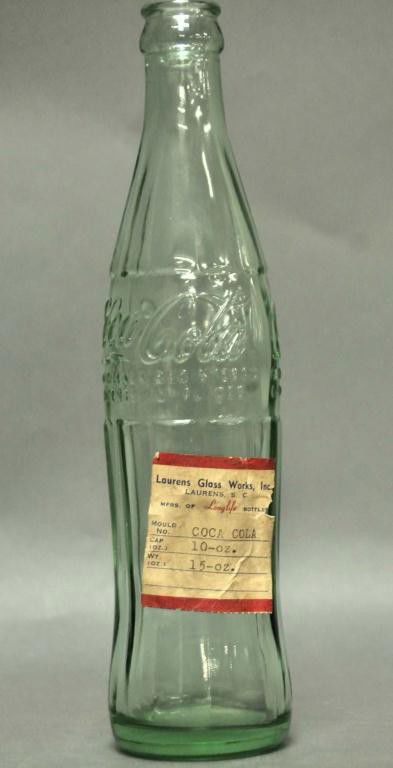 Coca-Cola
Laurens Glass Works, Inc.
LAURENS, S. C.
MFRS. OF Longlife BOTTLES
MOULD NO. COCA COLA
CAP (OZ.) 10-oz.
WT. (OZ.) 15-oz.